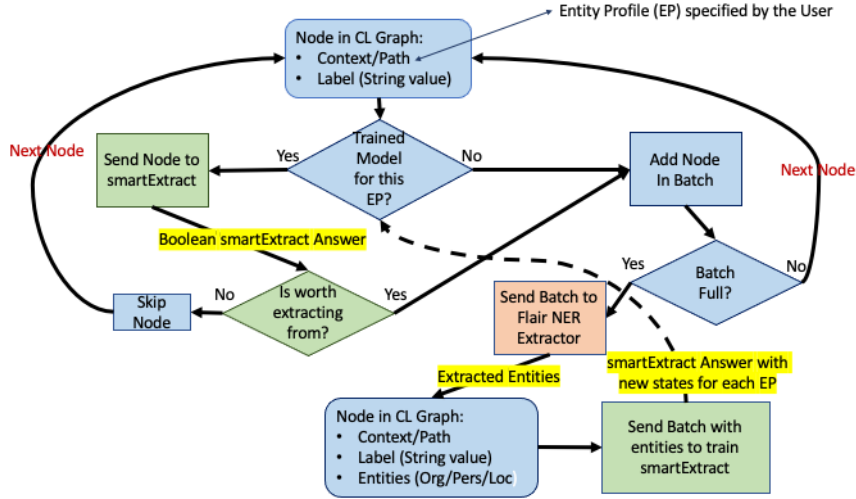 Entity Profile (EP) specified by the User
Node in CL Graph:
• Context/Path
• Label (String value)
Next Node
Send Node to
smartExtract
Yes
Trained
Model
for this
EP?
No
Add Node
In Batch
Next Node
Boolean smartExtract Answer
Batch
Full?
Yes
No
Skip
Node
No
Is worth
extracting
from?
Yes
Send Batch to
Flair NER
Extractor
Extracted Entities
smartExtract Answer with
new states for each EP
Node in CL Graph:
• Context/Path
• Label (String value)
• Entities (Org/Pers/Loc)
Send Batch with
entities to train
smartExtract